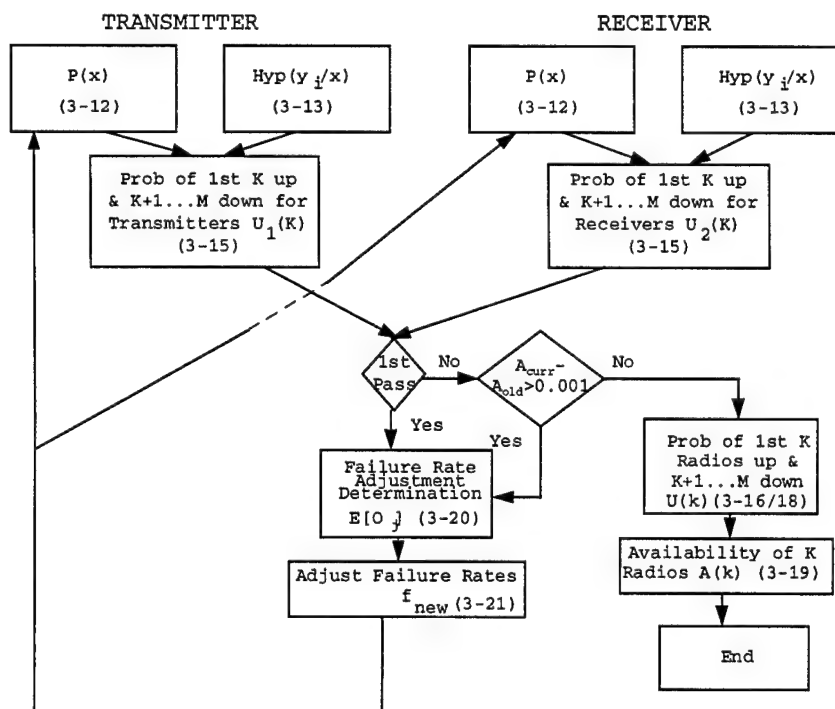 TRANSMITTER
RECEIVER
P(x)
(3-12)
Hyp(y i/x)
(3-13)
P(x)
(3-12)
Hyp(y i/x)
(3-13)
Prob of 1st K up
& K+1...M down for
Transmitters U1(K)
(3-15)
Prob of 1st K up
& K+1...M down for
Receivers U2(K)
(3-15)
1st
Pass
No
Acurr-
Aold>0.001
No
Yes
Yes
Failure Rate
Adjustment
Determination
E[O j] (3-20)
Prob of 1st K
Radios up &
K+1...M down
U(k)(3-16/18)
Adjust Failure Rates
fnew (3-21)
Availability of K
Radios A(k) (3-19)
End